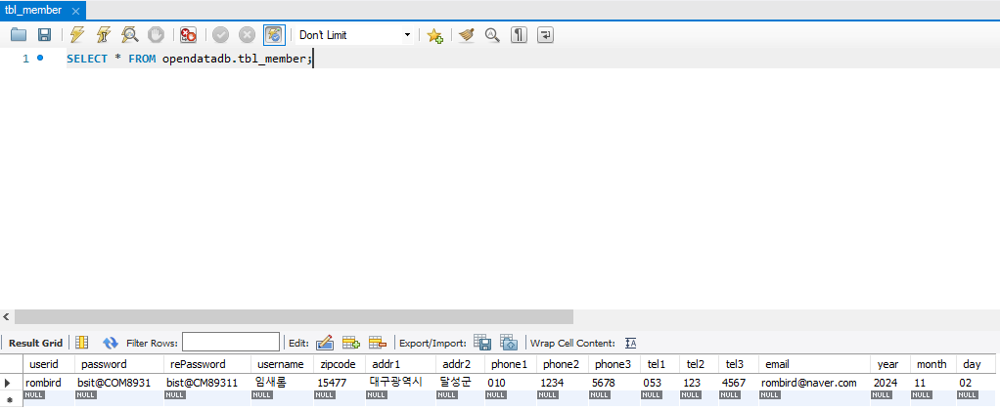 tbl_member
Don't Limit
1 SELECT * FROM opendatadb.tbl_member;
Result Grid Filter Rows: Edit: Export/Import: Wrap Cell Content:
userid password rePassword username zipcode addr1 addr2 phone1 phone2 phone3 tel1 tel2 tel3 email year month day
rombird bsit@COM8931 bist@CM89311 임새롬 15477 대구광역시 달성군 010 1234 5678 053 123 4567 rombird@naver.com 2024 11 02
NULL NULL NULL NULL NULL NULL NULL NULL NULL NULL NULL NULL NULL NULL NULL NULL NULL